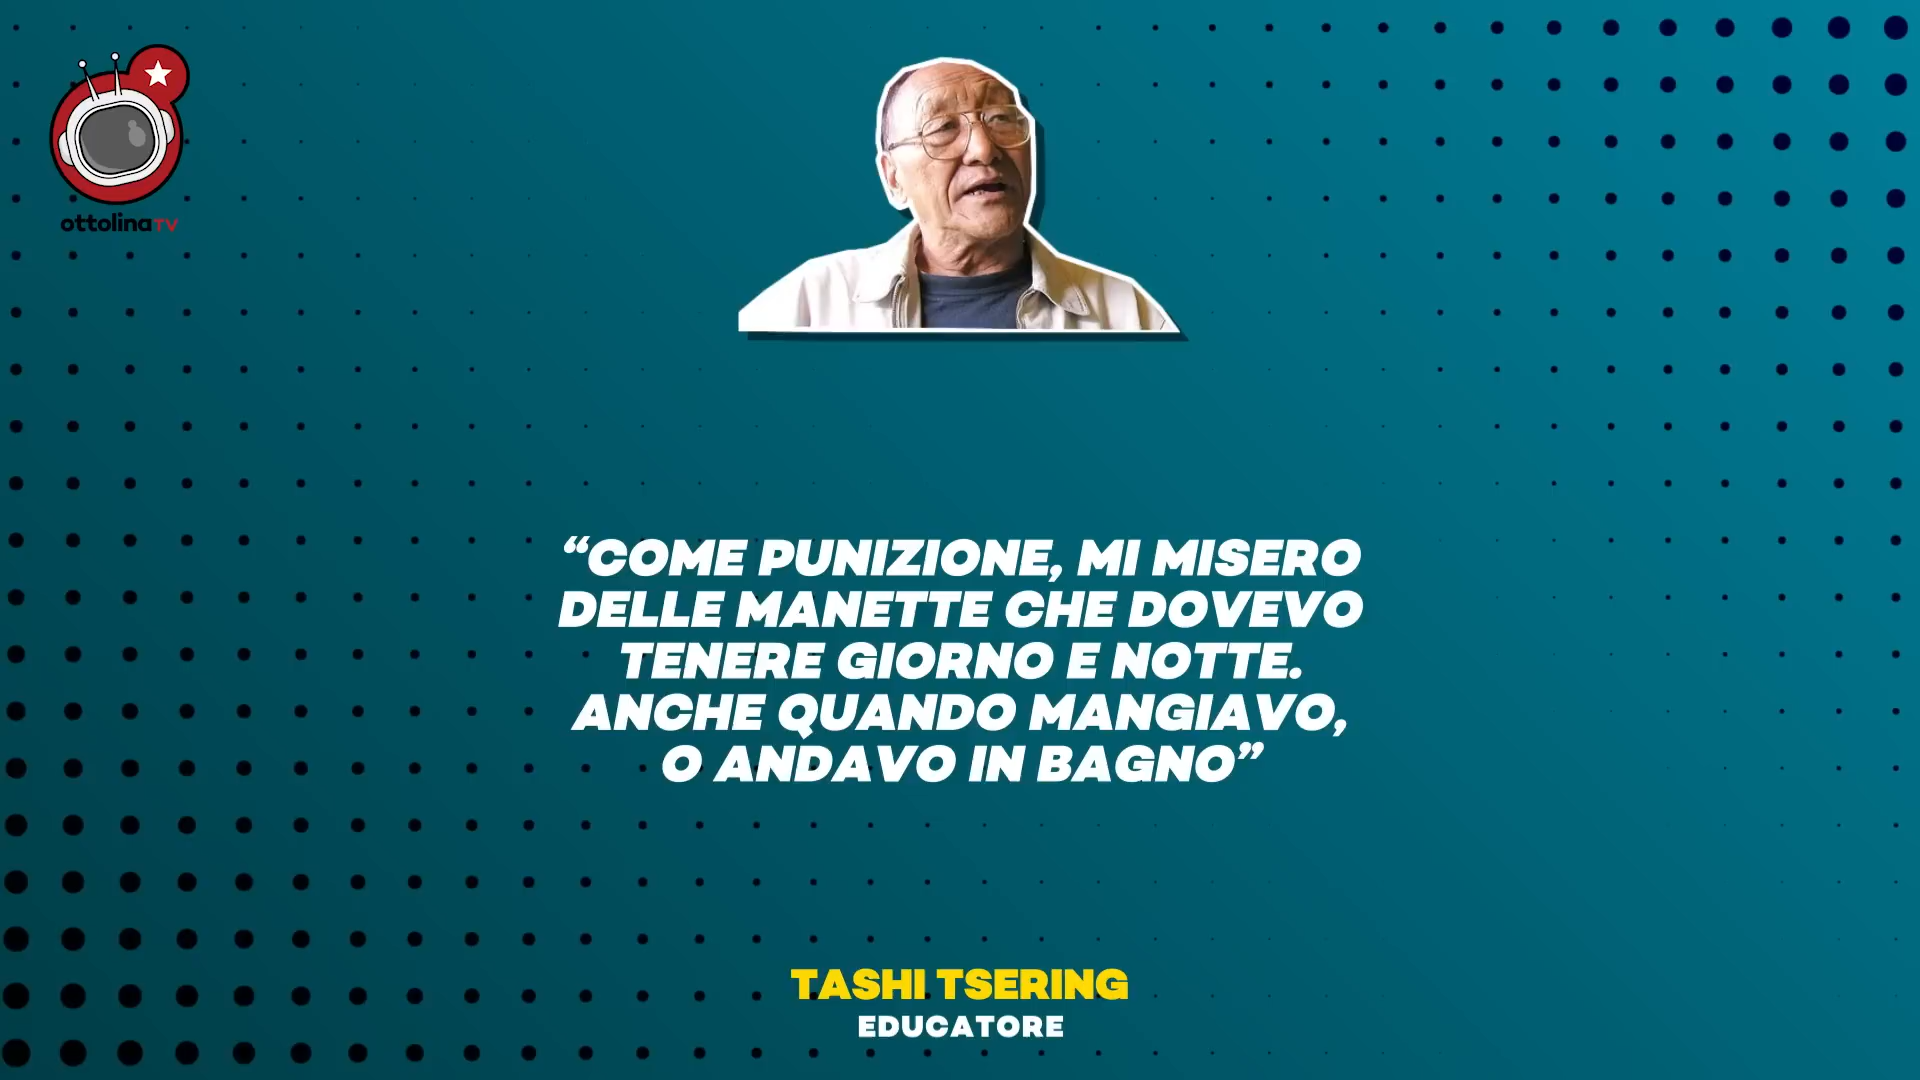 ottolinaTV
“COME PUNIZIONE, MI MISERO
DELLE MANETTE CHE DOVEVO
TENERE GIORNO E NOTTE.
ANCHE QUANDO MANGIAVO,
O ANDAVO IN BAGNO”
TASHI TSERING
EDUCATORE